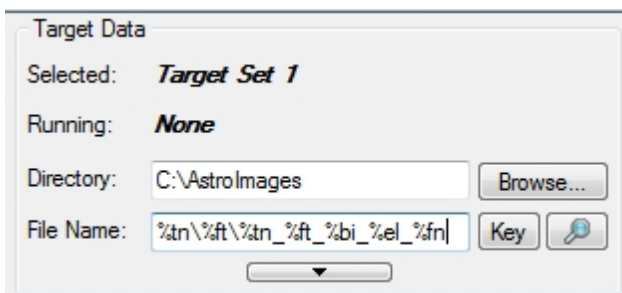 Target Data
Selected: Target Set 1
Running: None
Directory: C:\AstroImages Browse...
File Name: %tn\%ft\%tn_%ft_%bi_%el_%fn Key